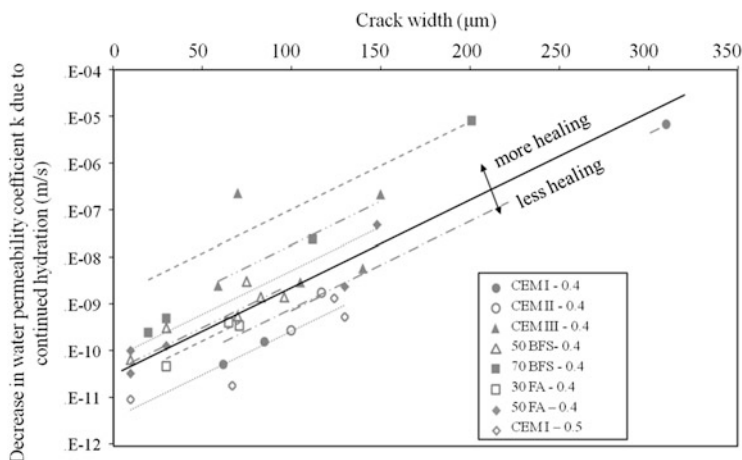 Crack width (µm)
0 50 100 150 200 250 300 350
Decrease in water permeability coefficient k due to
continued hydration (m/s)
.E-04
.E-05
.E-06
.E-07
.E-08
.E-09
.E-10
.E-11
.E-12
more healing
less healing
CEM I - 0.4
CEM II - 0.4
CEM III - 0.4
50 BFS- 0.4
70 BFS - 0.4
30 FA - 0.4
50 FA – 0.4
CEM I – 0.5